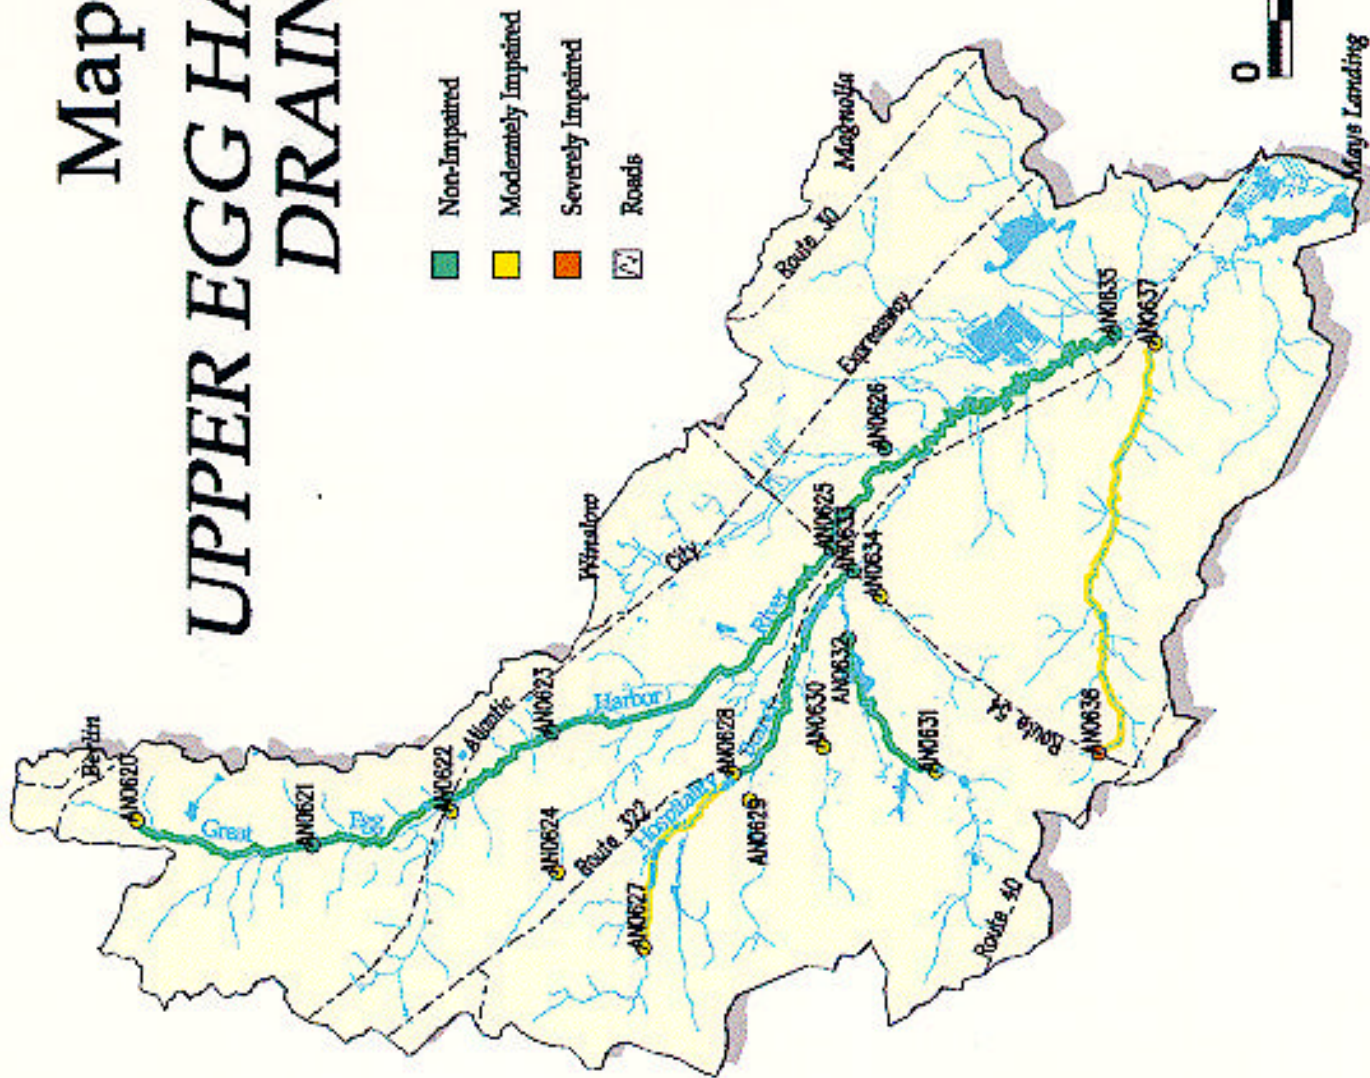 Map
UPPER EGG HA
DRAIN
Non-Impaired
Moderately Impaired
Severely Impaired
Roads
0
Mays Landing
Magnolia
Route 30
Expressway
City
Atlantic
Winslow
Berlin
Great
Egg
Harbor
River
Hospitality
Branch
Route 322
Route 54
Route 40
AN0620
AN0621
AN0622
AN0623
AN0624
AN0625
AN0626
AN0627
AN0628
AN0629
AN0630
AN0631
AN0632
AN0633
AN0634
AN0635
AN0636
AN0637